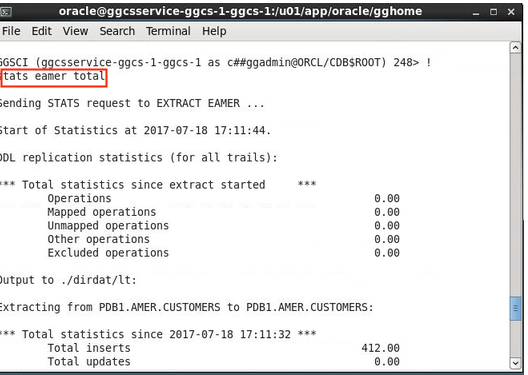 oracle@ggcsservice-ggcs-1-ggcs-1:/u01/app/oracle/gghome
File Edit View Search Terminal Help
GGSCI (ggcsservice-ggcs-1-ggcs-1 as c##ggadmin@ORCL/CDB$ROOT) 248> !
stats eamer total
Sending STATS request to EXTRACT EAMER ...
Start of Statistics at 2017-07-18 17:11:44.
DDL replication statistics (for all trails):
*** Total statistics since extract started ***
Operations 0.00
Mapped operations 0.00
Unmapped operations 0.00
Other operations 0.00
Excluded operations 0.00
Output to ./dirdat/lt:
Extracting from PDB1.AMER.CUSTOMERS to PDB1.AMER.CUSTOMERS:
*** Total statistics since 2017-07-18 17:11:32 ***
Total inserts 412.00
Total updates 0.00